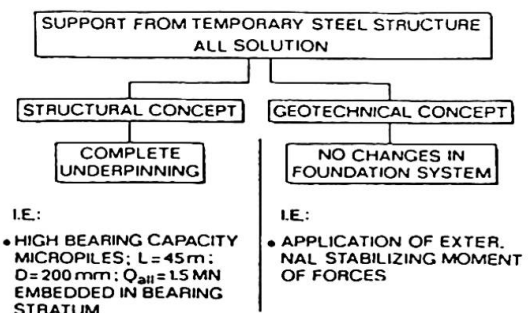 SUPPORT FROM TEMPORARY STEEL STRUCTURE
ALL SOLUTION
STRUCTURAL CONCEPT
COMPLETE
UNDERPINNING
I.E.:
• HIGH BEARING CAPACITY
MICROPILES; L=45m;
D=200 mm; Qall=1.5 MN
EMBEDDED IN BEARING
STRATUM
GEOTECHNICAL CONCEPT
NO CHANGES IN
FOUNDATION SYSTEM
I.E.:
• APPLICATION OF EXTER.
NAL STABILIZING MOMENT
OF FORCES